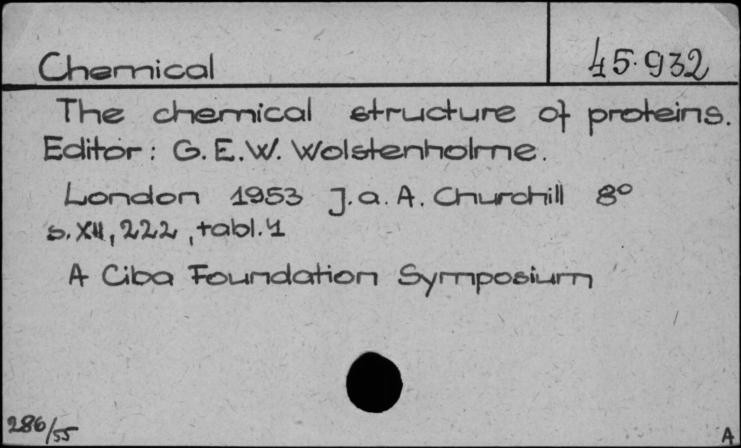 Chemical
45.932
The chemical structure of proteins.
Editor: G.E.W. Wolstenholme.
London 1953 J.a.A. Churchill 8°
s. XII, 222, tabl. 1
A Ciba Foundation Symposium
286/55
A